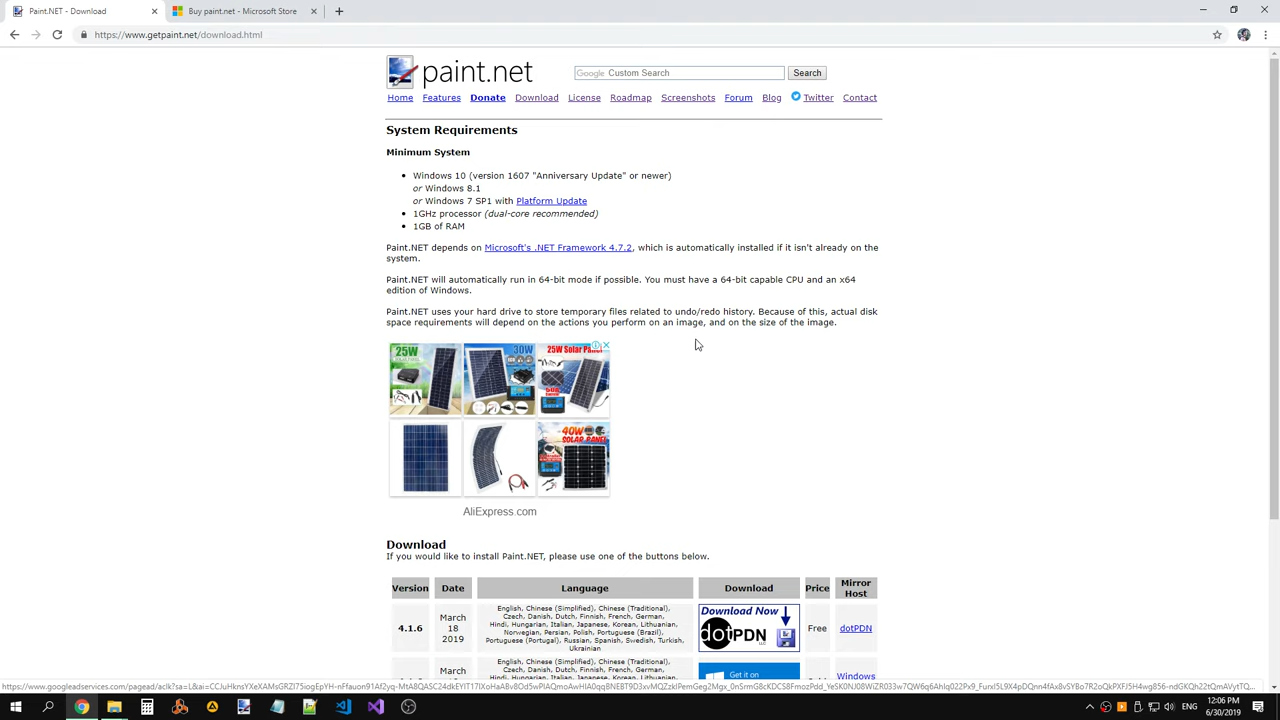 Paint.NET - Download
Buy paint.net - Microsoft Store
https://www.getpaint.net/download.html
paint.net
Google Custom Search
Search
Home Features Donate Download License Roadmap Screenshots Forum Blog Twitter Contact
System Requirements
Minimum System
Windows 10 (version 1607 "Anniversary Update" or newer)
or Windows 8.1
or Windows 7 SP1 with Platform Update
1GHz processor (dual-core recommended)
1GB of RAM
Paint.NET depends on Microsoft's .NET Framework 4.7.2, which is automatically installed if it isn't already on the
system.
Paint.NET will automatically run in 64-bit mode if possible. You must have a 64-bit capable CPU and an x64
edition of Windows.
Paint.NET uses your hard drive to store temporary files related to undo/redo history. Because of this, actual disk
space requirements will depend on the actions you perform on an image, and on the size of the image.
25W
30W
25W Solar Panel
40W
SOLAR PANEL
AliExpress.com
Download
If you would like to install Paint.NET, please use one of the buttons below.
Version Date Language Download Price Mirror Host
4.1.6
March
18
2019
English, Chinese (Simplified), Chinese (Traditional),
Czech, Danish, Dutch, Finnish, French, German,
Hindi, Hungarian, Italian, Japanese, Korean, Lithuanian,
Norwegian, Persian, Polish, Portuguese (Brazil),
Portuguese (Portugal), Russian, Spanish, Swedish, Turkish,
Ukrainian
Download Now
dotPDN
LLC
Free
dotPDN
March
English, Chinese (Simplified), Chinese (Traditional),
Czech, Danish, Dutch, Finnish, French, German,
Get it on
Windows
ENG
12:06 PM
6/30/2019